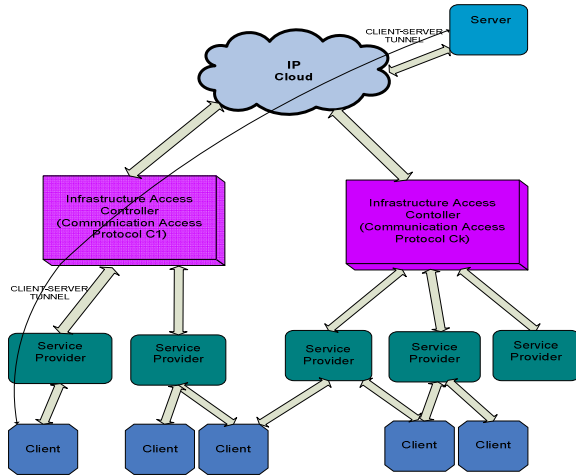 Server
CLIENT-SERVER
TUNNEL
IP
Cloud
Infrastructure Access
Controller
(Communication Access
Protocol C1)
Infrastructure Access
Contoller
(Communication Access
Protocol Ck)
CLIENT-SERVER
TUNNEL
Service
Provider
Service
Provider
Service
Provider
Service
Provider
Service
Provider
Client
Client
Client
Client
Client